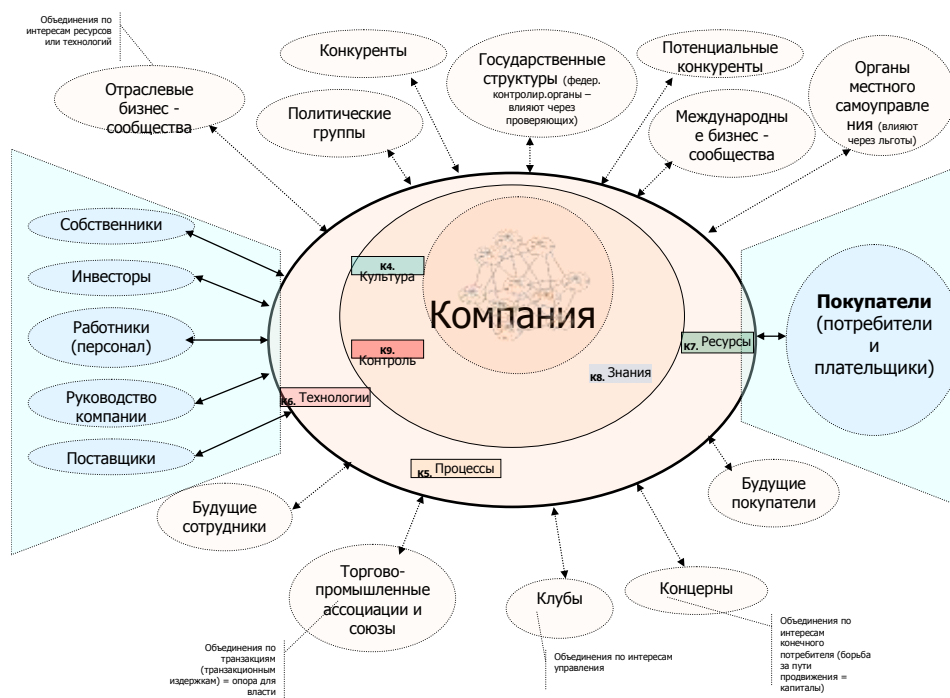 Объединения по
интересам ресурсов
или технологий
Отраслевые
бизнес -
сообщества
Конкуренты
Политические
группы
Государственные
структуры (федер.
контролир.органы –
влияют через
проверяющих)
Потенциальные
конкуренты
Международны
е бизнес -
сообщества
Органы
местного
самоуправле
ния (влияют
через льготы)
Собственники
Инвесторы
Работники
(персонал)
Руководство
компании
Поставщики
К4.
Культура
Компания
К9.
Контроль
К6. Технологии
К5. Процессы
К8. Знания
К7. Ресурсы
Покупатели
(потребители
и
плательщики)
Будущие
сотрудники
Будущие
покупатели
Торгово-
промышленные
ассоциации и
союзы
Клубы
Концерны
Объединения по
транзакциям
(транзакционным
издержкам) = опора для
власти
Объединения по интересам
управления
Объединения по
интересам
конечного
потребителя (борьба
за пути
продвижения =
капиталы)